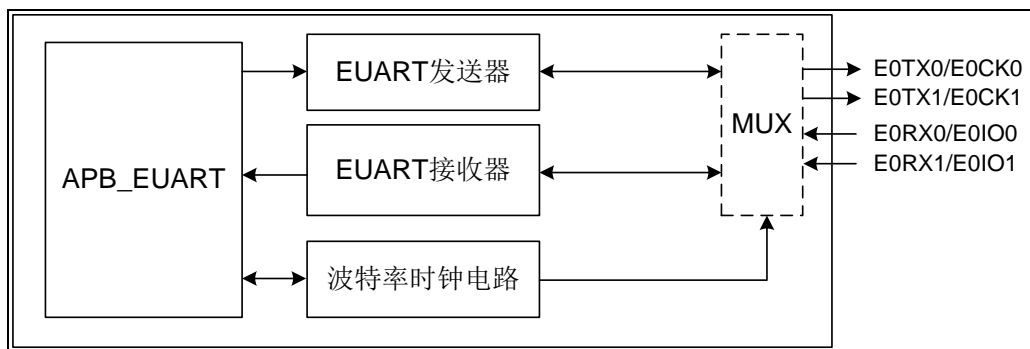 EUART发送器
E0TX0/E0CK0
E0TX1/E0CK1
MUX
E0RX0/E0IO0
E0RX1/E0IO1
APB_EUART
EUART接收器
波特率时钟电路